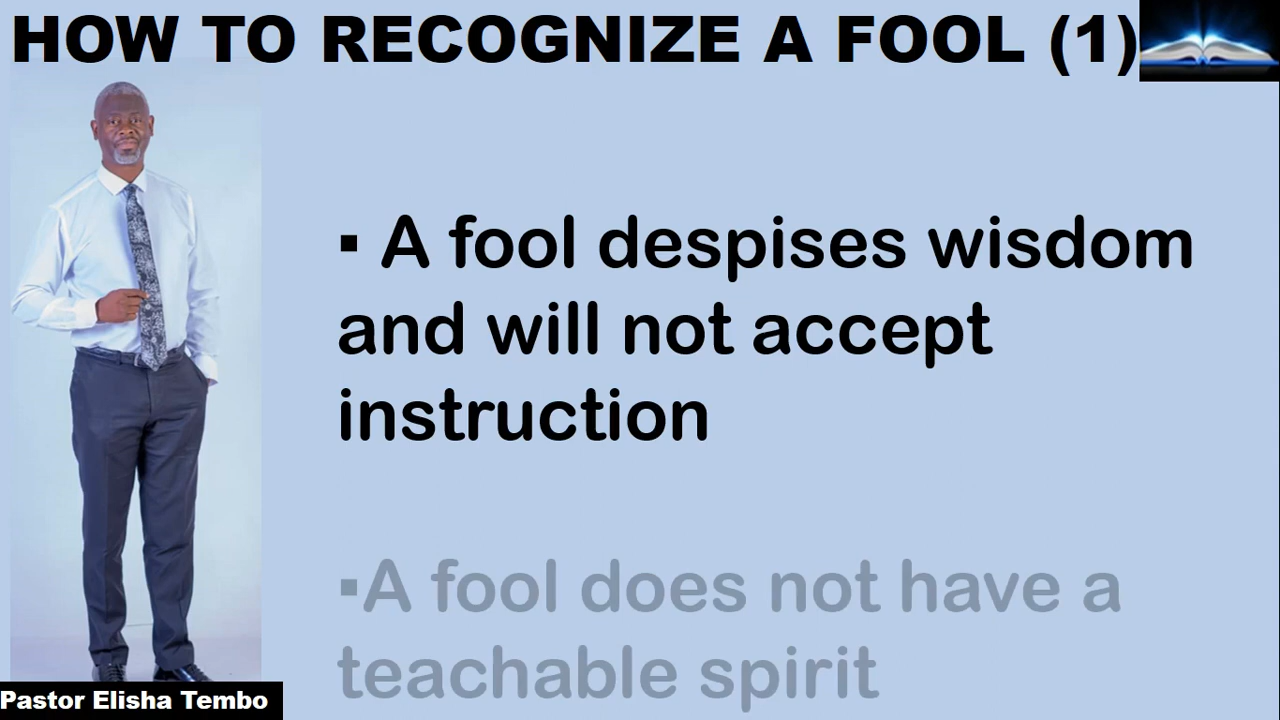 HOW TO RECOGNIZE A FOOL (1)
▪ A fool despises wisdom
and will not accept
instruction
▪A fool does not have a
teachable spirit
Pastor Elisha Tembo